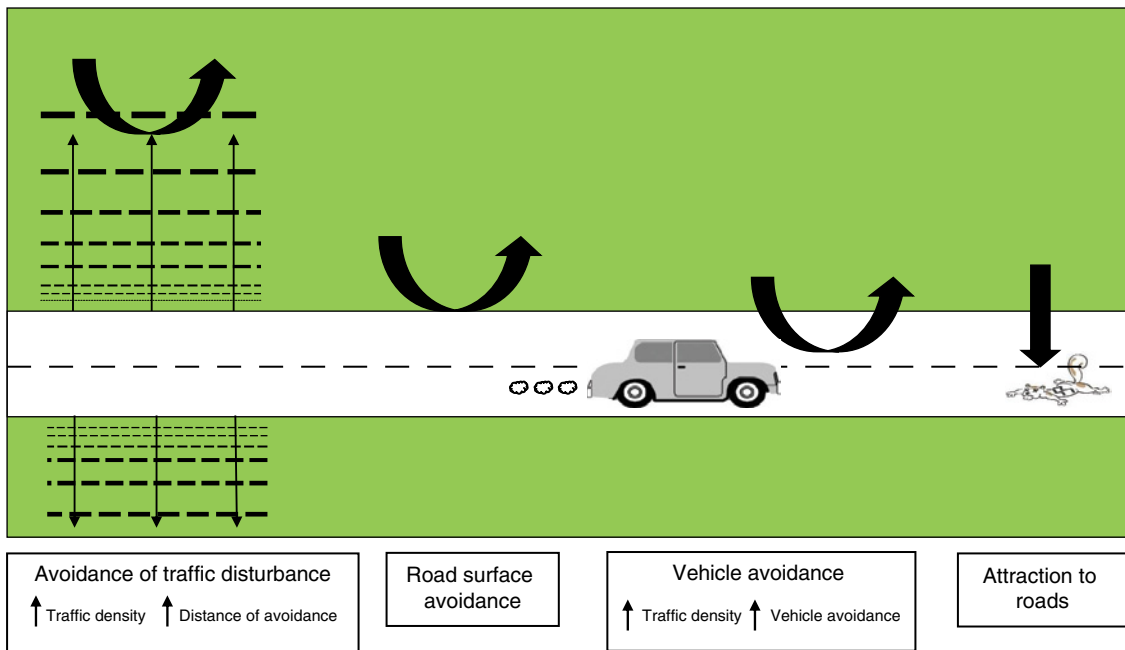 Avoidance of traffic disturbance
Traffic density Distance of avoidance
Road surface
avoidance
Vehicle avoidance
Traffic density Vehicle avoidance
Attraction to
roads